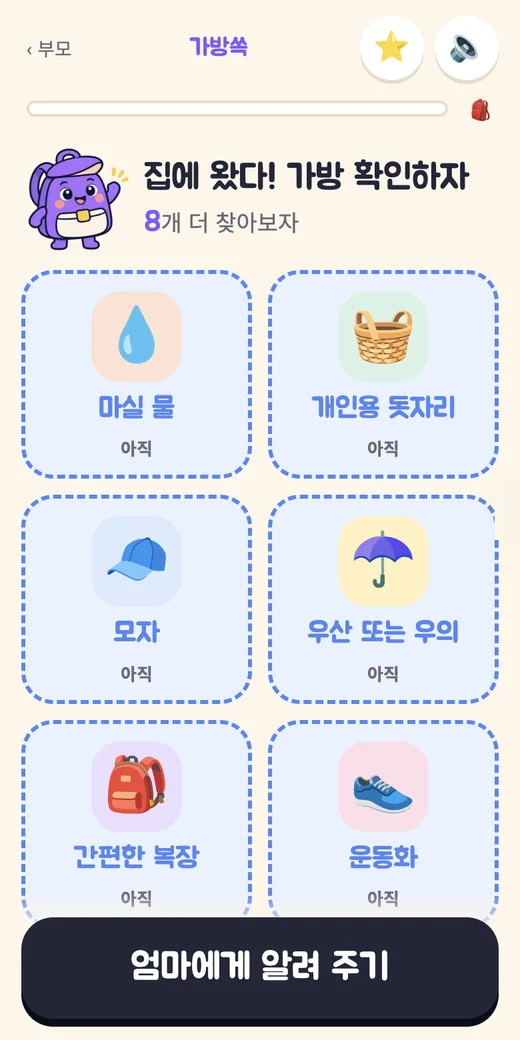 ‹ 부모
가방쏙
집에 왔다! 가방 확인하자
8개 더 찾아보자
마실 물
아직
개인용 돗자리
아직
모자
아직
우산 또는 우의
아직
간편한 복장
아직
운동화
아직
엄마에게 알려 주기